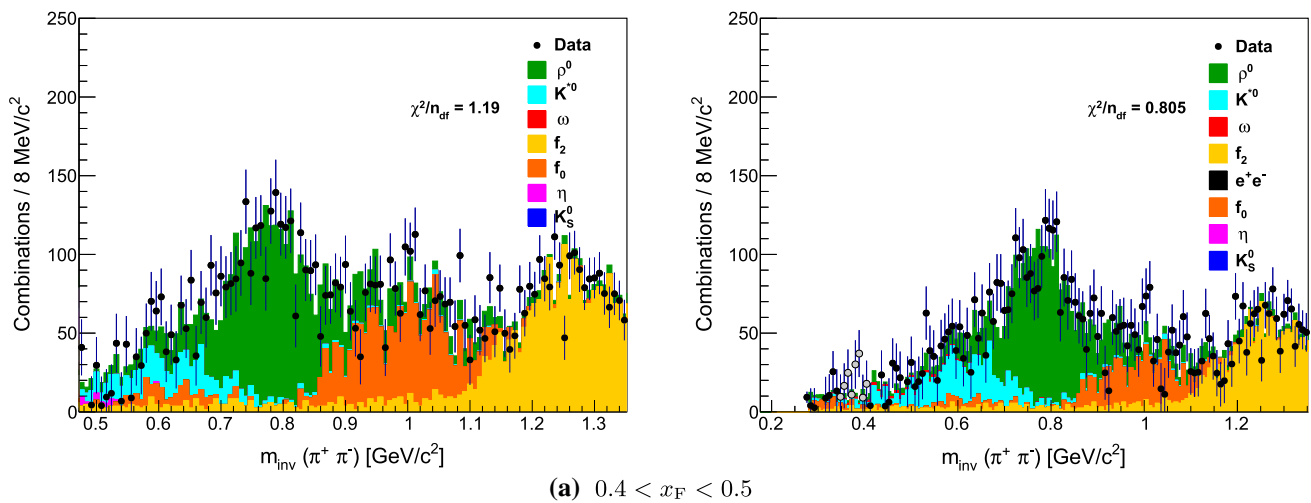 250
200
150
100
50
0
Combinations / 8 MeV/c²
Data
ρ⁰
K*⁰
ω
f₂
f₀
η
K⁰_S
χ²/n_df = 1.19
0.5 0.6 0.7 0.8 0.9 1 1.1 1.2 1.3
m_inv (π⁺ π⁻) [GeV/c²]
250
200
150
100
50
0
Combinations / 8 MeV/c²
Data
ρ⁰
K*⁰
ω
f₂
e⁺e⁻
f₀
η
K⁰_S
χ²/n_df = 0.805
0.2 0.4 0.6 0.8 1 1.2
m_inv (π⁺ π⁻) [GeV/c²]
(a) 0.4 < x_F < 0.5